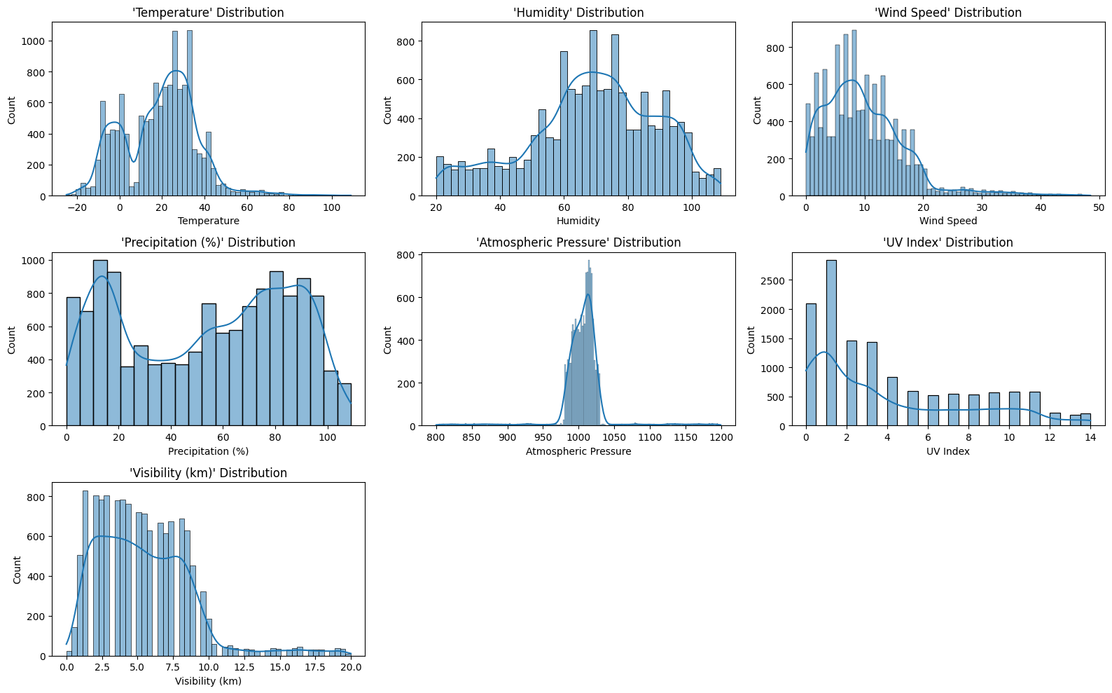 'Temperature' Distribution
Count
1000
800
600
400
200
0
−20 0 20 40 60 80 100
Temperature
'Humidity' Distribution
Count
800
600
400
200
0
20 40 60 80 100
Humidity
'Wind Speed' Distribution
Count
800
600
400
200
0
0 10 20 30 40 50
Wind Speed
'Precipitation (%)' Distribution
Count
1000
800
600
400
200
0
0 20 40 60 80 100
Precipitation (%)
'Atmospheric Pressure' Distribution
Count
800
600
400
200
0
800 850 900 950 1000 1050 1100 1150 1200
Atmospheric Pressure
'UV Index' Distribution
Count
2500
2000
1500
1000
500
0
0 2 4 6 8 10 12 14
UV Index
'Visibility (km)' Distribution
Count
800
600
400
200
0
0.0 2.5 5.0 7.5 10.0 12.5 15.0 17.5 20.0
Visibility (km)